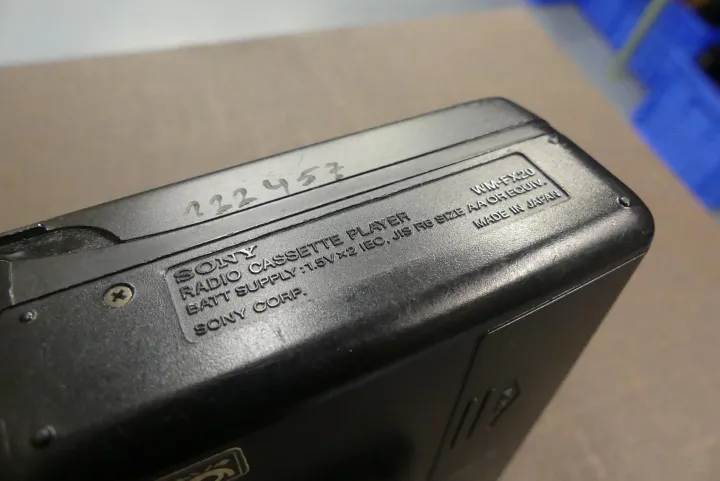 222457
SONY WM-FX20
RADIO CASSETTE PLAYER
BATT SUPPLY : 1.5V×2 IEC, JIS R6 SIZE AA OR EQUIV.
SONY CORP. MADE IN JAPAN